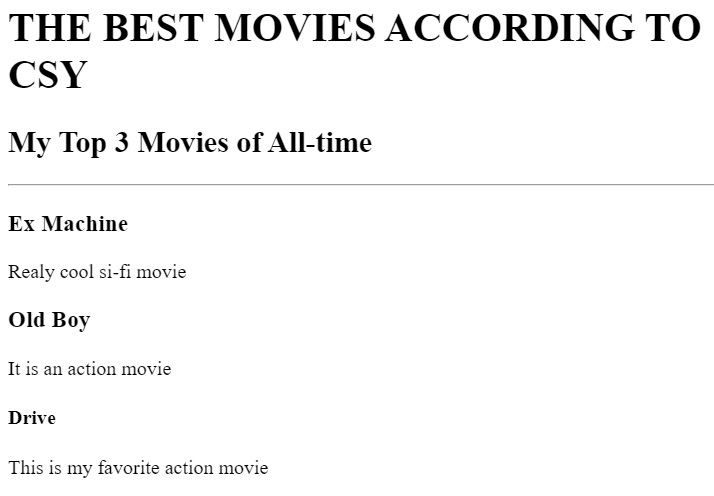 THE BEST MOVIES ACCORDING TO
CSY
My Top 3 Movies of All-time
Ex Machine
Realy cool si-fi movie
Old Boy
It is an action movie
Drive
This is my favorite action movie